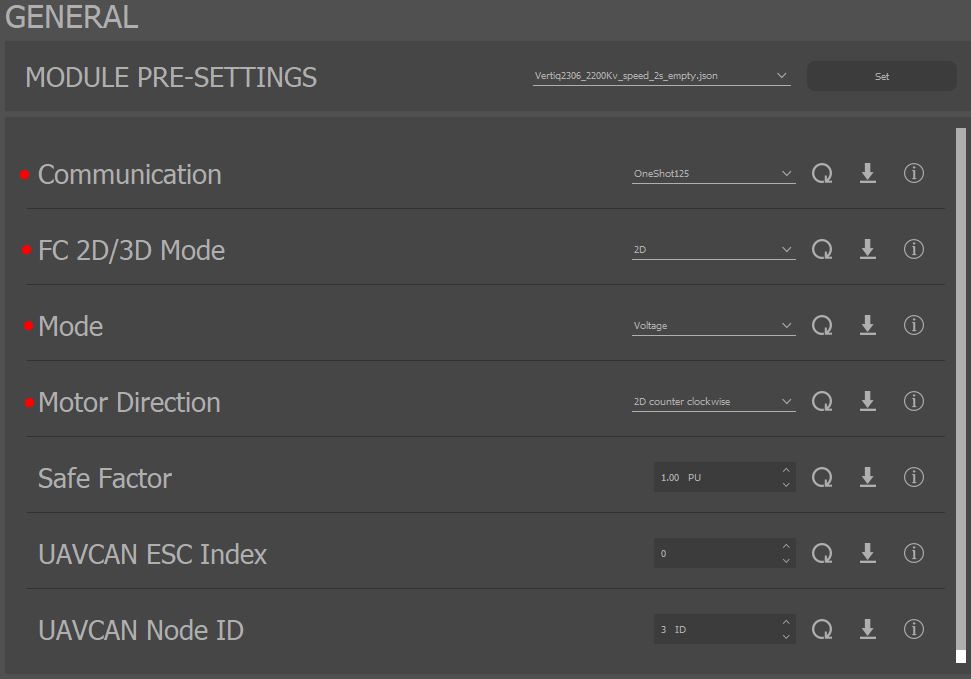 GENERAL
MODULE PRE-SETTINGS Vertiq2306_2200Kv_speed_2s_empty.json Set
Communication OneShot125
FC 2D/3D Mode 2D
Mode Voltage
Motor Direction 2D counter clockwise
Safe Factor 1.00 PU
UAVCAN ESC Index 0
UAVCAN Node ID 3 ID